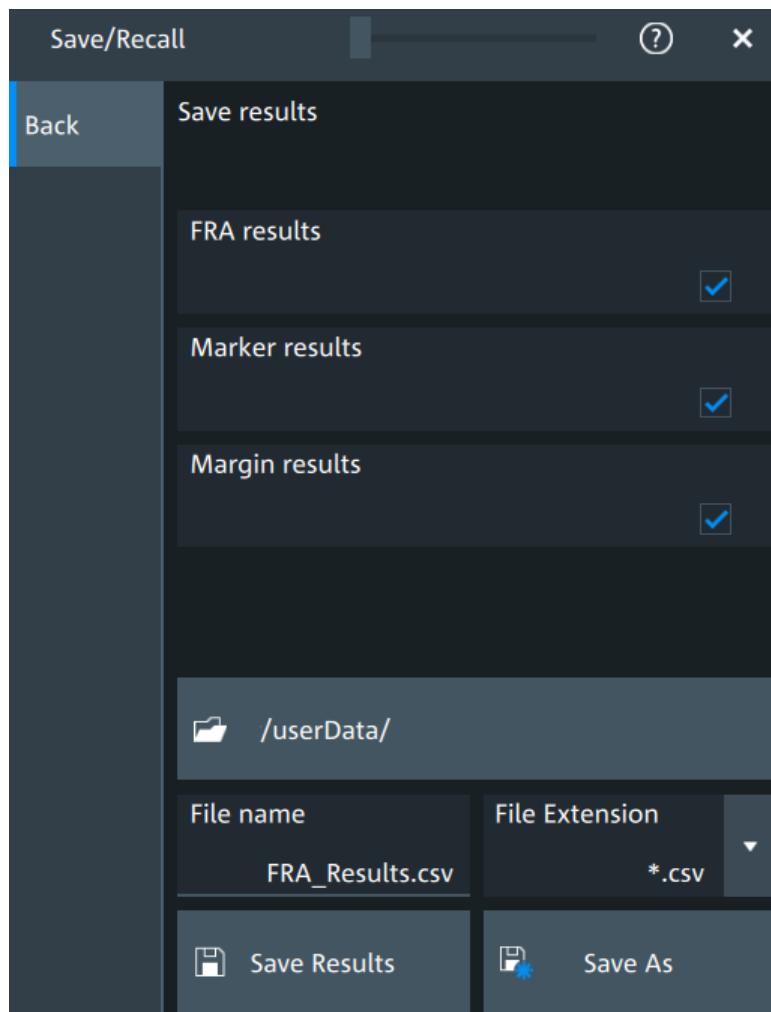 Save/Recall
?
Back
Save results
FRA results
Marker results
Margin results
/userData/
File name
File Extension
FRA_Results.csv
*.csv
Save Results
Save As